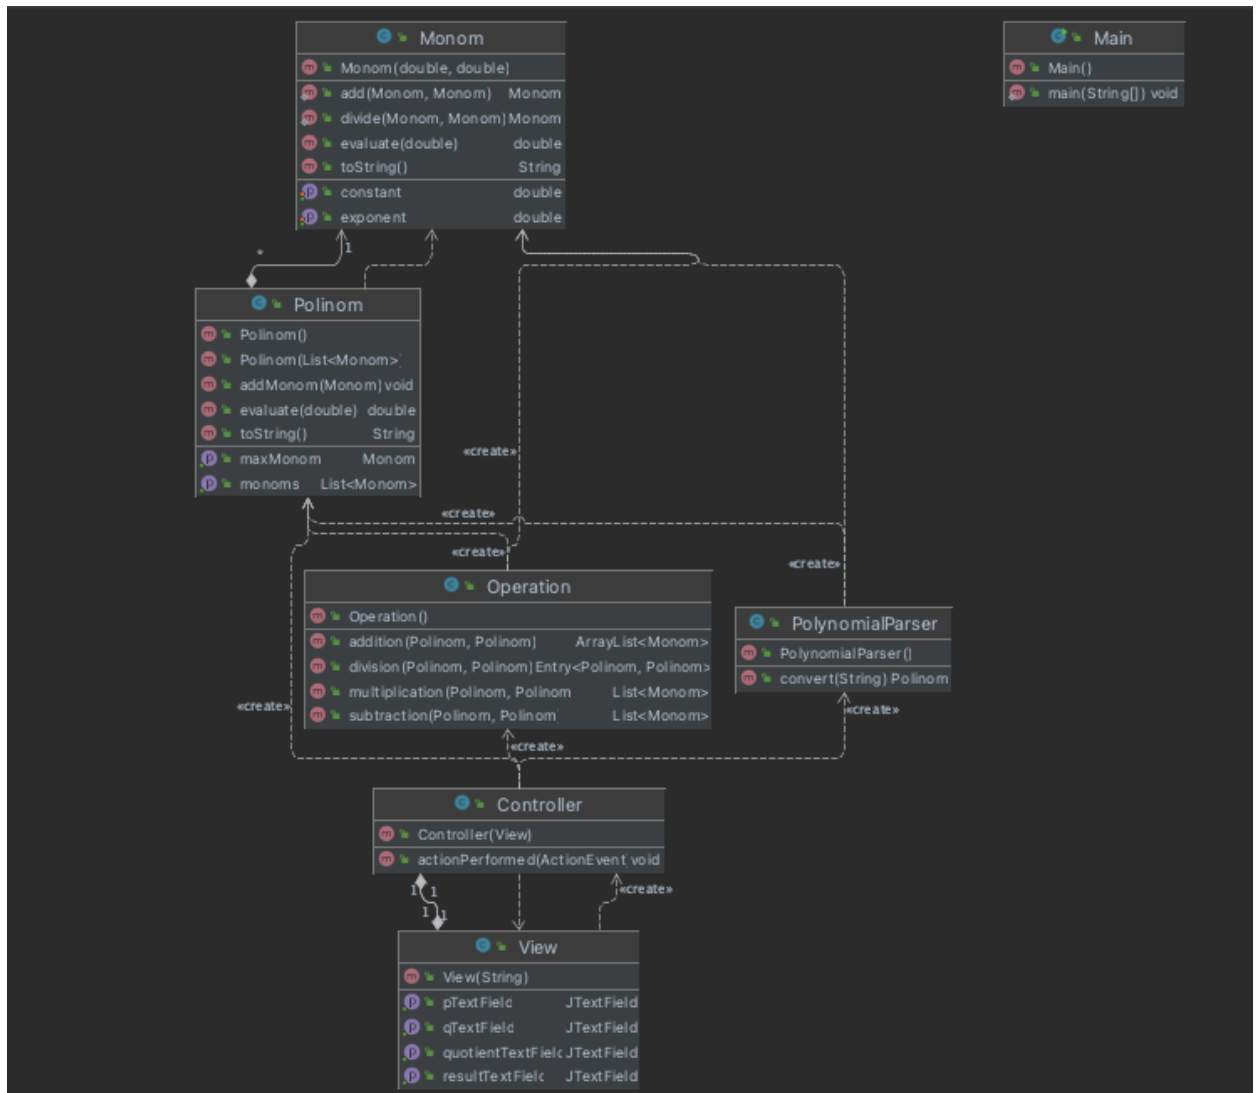 Monom
Monom(double, double)
add(Monom, Monom) Monom
divide(Monom, Monom) Monom
evaluate(double) double
toString() String
constant double
exponent double
Main
Main()
main(String[]) void
*
1
Polinom
Polinom()
Polinom(List<Monom>
addMonom(Monom) void
evaluate(double) double
toString() String
maxMonom Monom
monoms List<Monom>
«create»
«create»
«create»
«create»
Operation
Operation()
addition(Polinom, Polinom) ArrayList<Monom>
division(Polinom, Polinom) Entry<Polinom, Polinom>
multiplication(Polinom, Polinom List<Monom>
subtraction(Polinom, Polinom) List<Monom>
PolynomialParser
PolynomialParser()
convert(String) Polinom
«create»
«create»
«create»
Controller
Controller(View)
actionPerformed(ActionEvent void
1 1
1 1
«create»
View
View(String)
pTextField JTextField
qTextField JTextField
quotientTextField JTextField
resultTextField JTextField